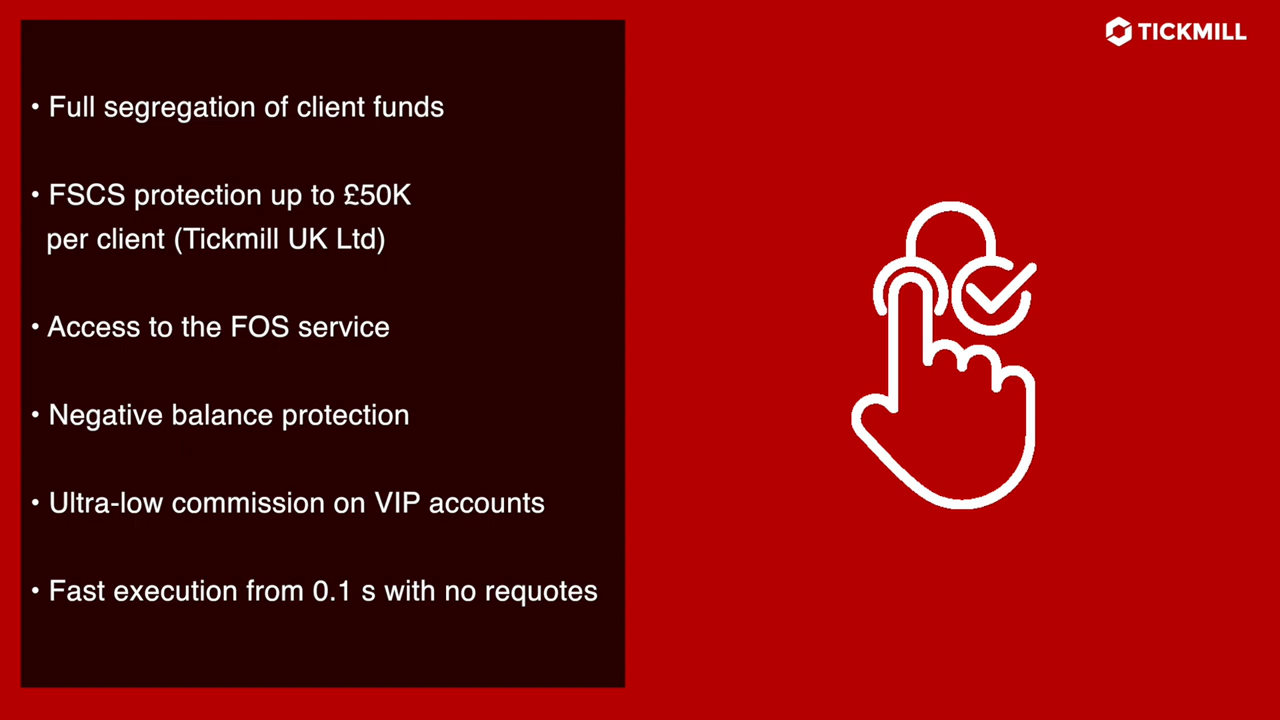 TICKMILL
• Full segregation of client funds
• FSCS protection up to £50K
per client (Tickmill UK Ltd)
• Access to the FOS service
• Negative balance protection
• Ultra-low commission on VIP accounts
• Fast execution from 0.1 s with no requotes